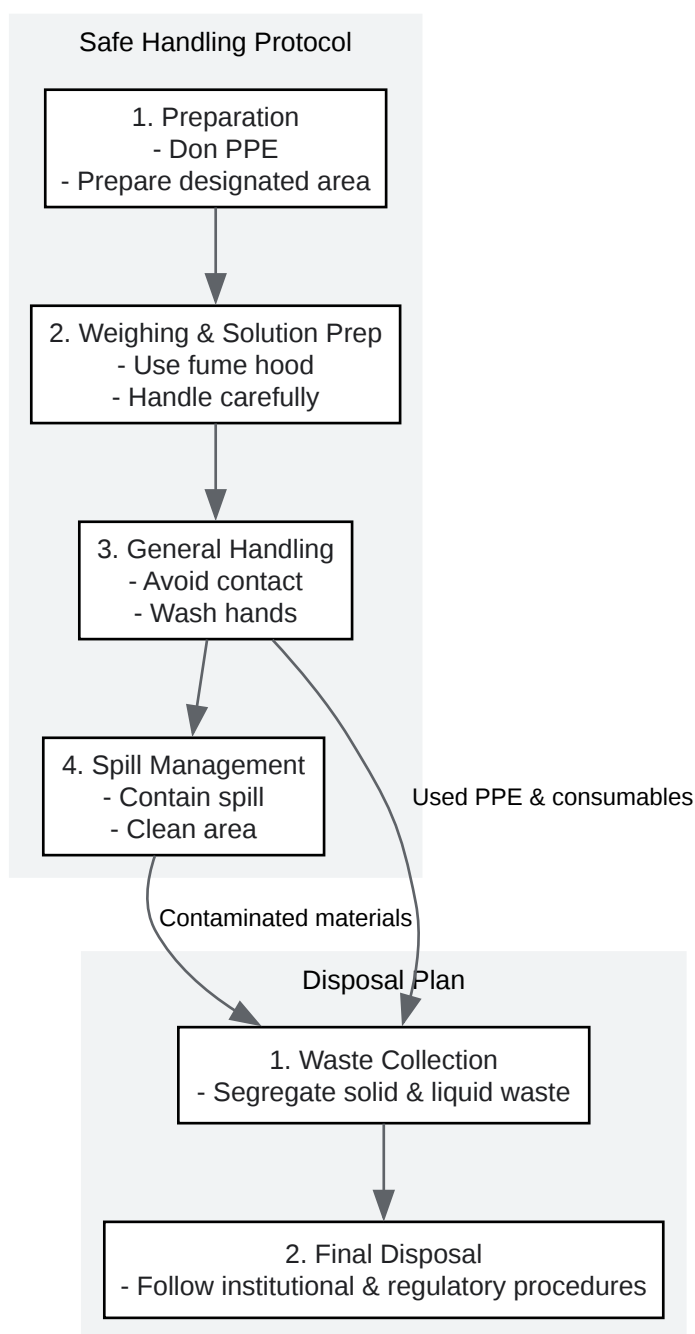 Safe Handling Protocol
1. Preparation
- Don PPE
- Prepare designated area
2. Weighing & Solution Prep
- Use fume hood
- Handle carefully
3. General Handling
- Avoid contact
- Wash hands
4. Spill Management
- Contain spill
- Clean area
Used PPE & consumables
Contaminated materials
Disposal Plan
1. Waste Collection
- Segregate solid & liquid waste
2. Final Disposal
- Follow institutional & regulatory procedures